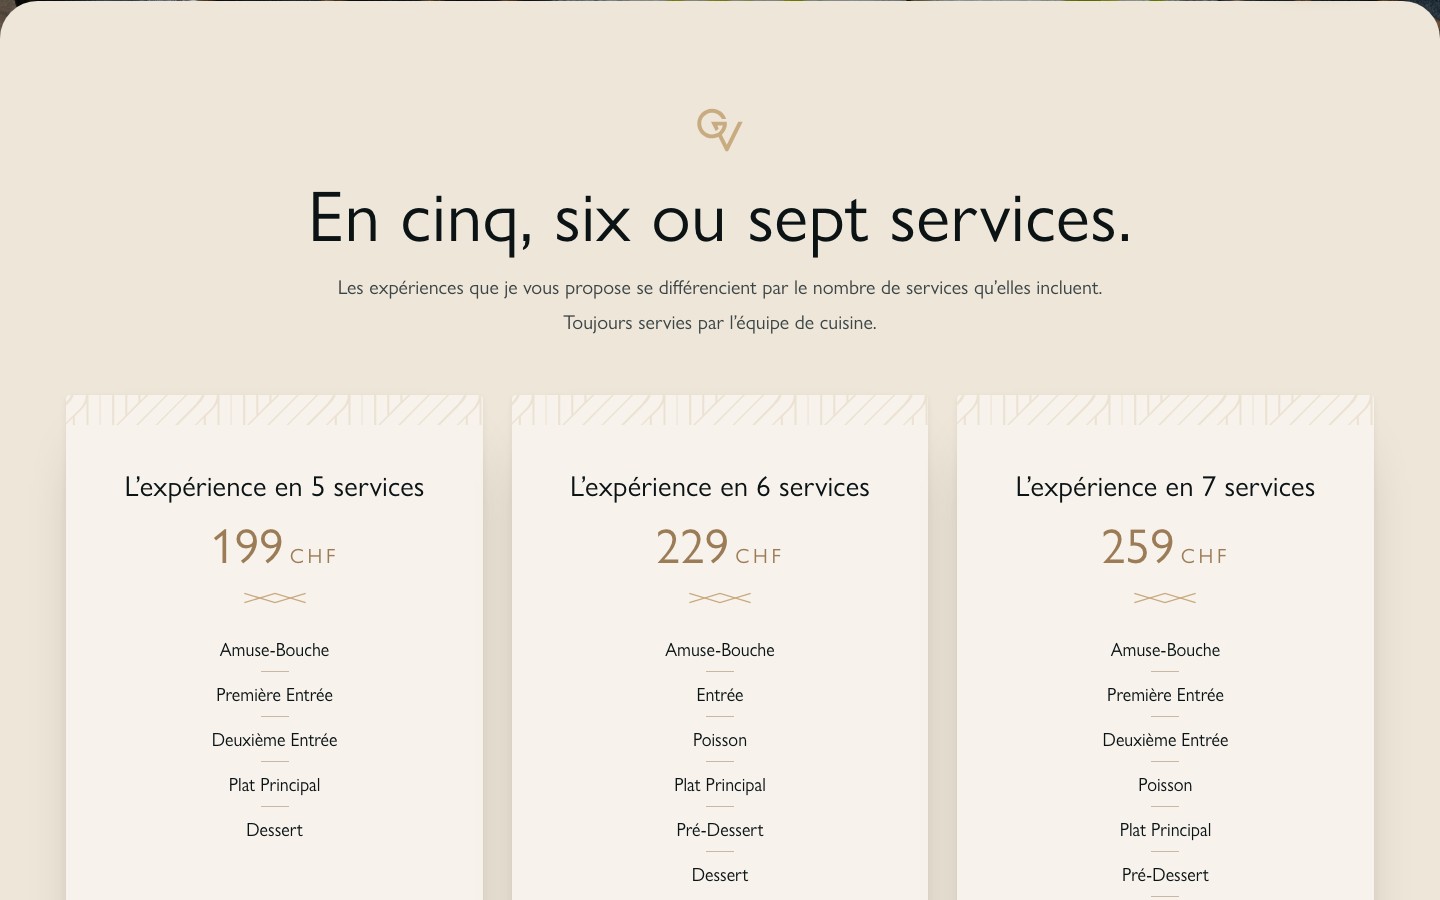 GV
En cinq, six ou sept services.
Les expériences que je vous propose se différencient par le nombre de services qu’elles incluent.
Toujours servies par l’équipe de cuisine.
L’expérience en 5 services
199 CHF
Amuse-Bouche
Première Entrée
Deuxième Entrée
Plat Principal
Dessert
L’expérience en 6 services
229 CHF
Amuse-Bouche
Entrée
Poisson
Plat Principal
Pré-Dessert
Dessert
L’expérience en 7 services
259 CHF
Amuse-Bouche
Première Entrée
Deuxième Entrée
Poisson
Plat Principal
Pré-Dessert